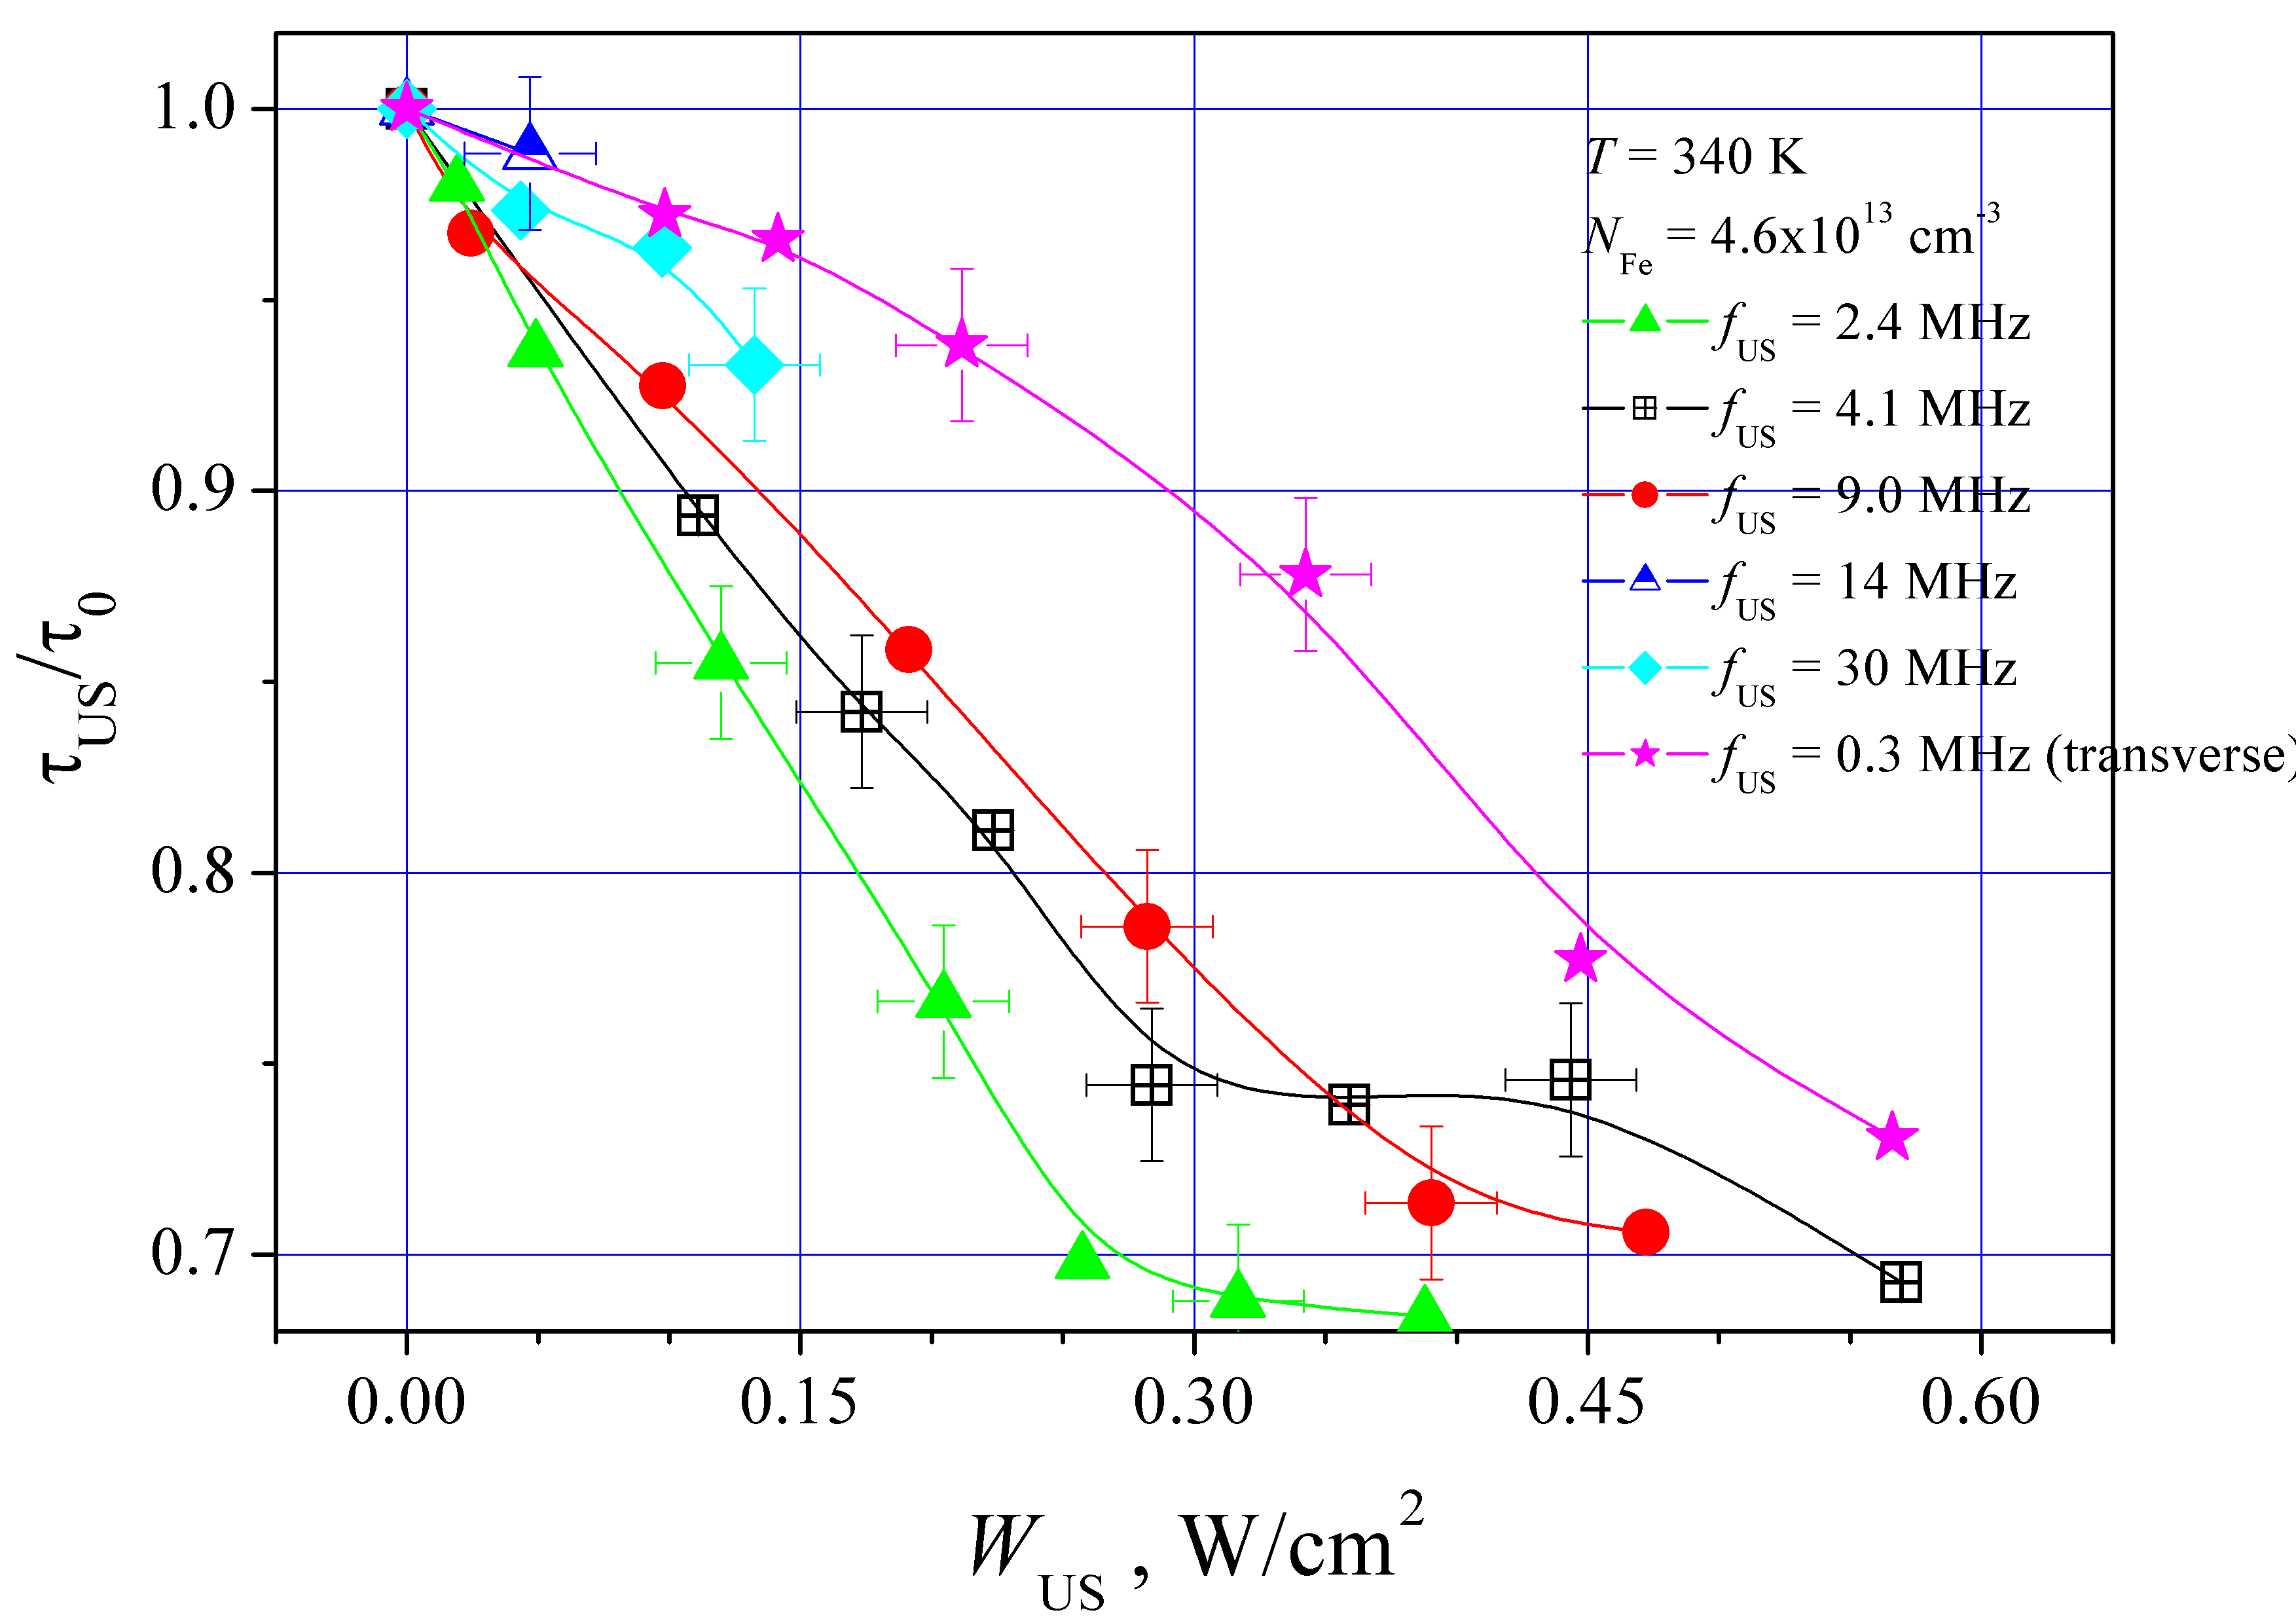 1.0
0.9
0.8
0.7
τUS/τ0
T = 340 K
NFe = 4.6x10¹³ cm⁻³
fUS = 2.4 MHz
fUS = 4.1 MHz
fUS = 9.0 MHz
fUS = 14 MHz
fUS = 30 MHz
fUS = 0.3 MHz (transverse)
0.00 0.15 0.30 0.45 0.60
WUS , W/cm²